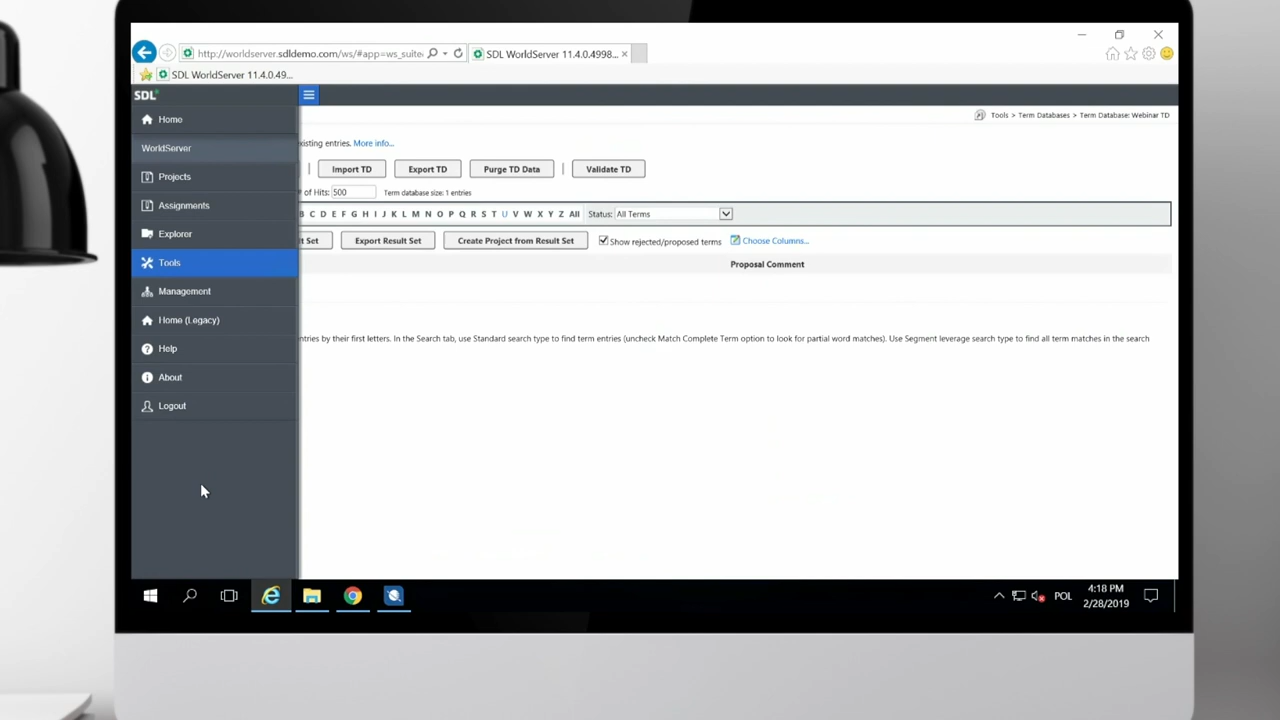 http://worldserver.sdldemo.com/ws/#app=ws_suite
SDL WorldServer 11.4.0.4998...
SDL WorldServer 11.4.0.49...
SDL
Home
Tools > Term Databases > Term Database: Webinar TD
WorldServer
existing entries. More info...
Projects
Import TD
Export TD
Purge TD Data
Validate TD
# of Hits: 500
Term database size: 1 entries
Assignments
B C D E F G H I J K L M N O P Q R S T U V W X Y Z All
Status: All Terms
Explorer
lt Set
Export Result Set
Create Project from Result Set
Show rejected/proposed terms
Choose Columns...
Tools
Proposal Comment
Management
Home (Legacy)
entries by their first letters. In the Search tab, use Standard search type to find term entries (uncheck Match Complete Term option to look for partial word matches). Use Segment leverage search type to find all term matches in the search
Help
About
Logout
POL
4:18 PM
2/28/2019